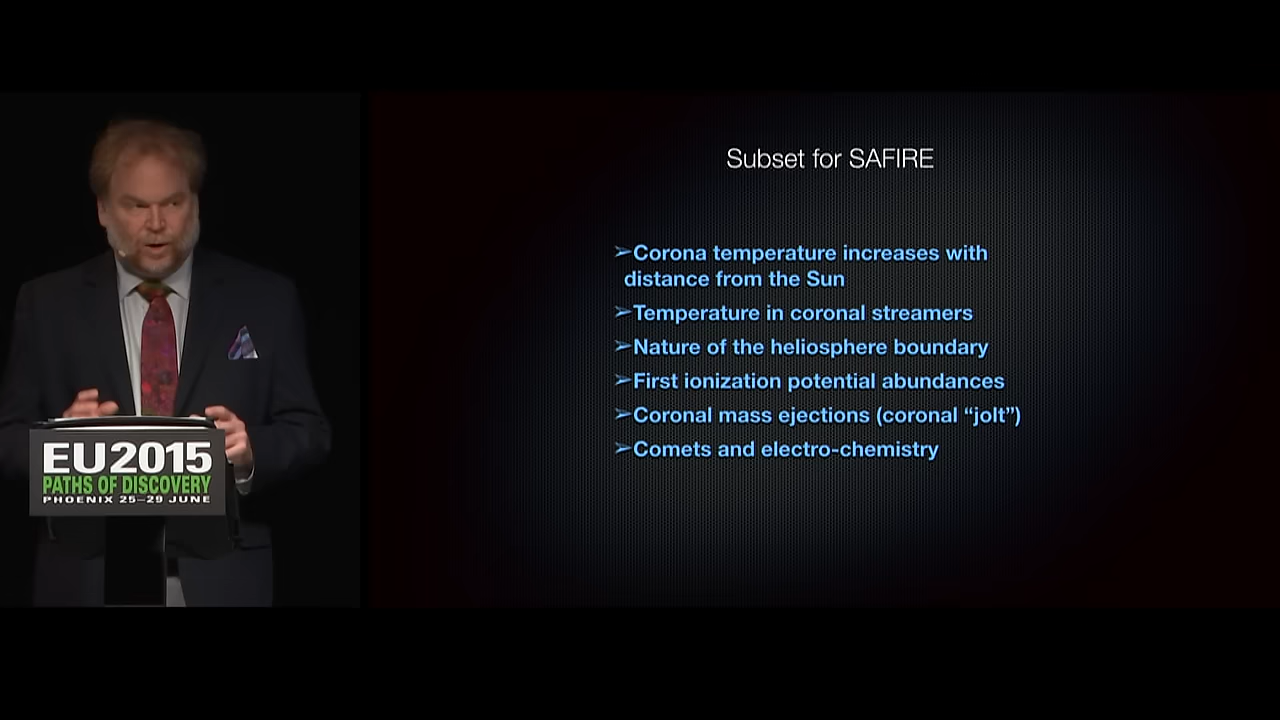 Subset for SAFIRE
➢Corona temperature increases with
distance from the Sun
➢Temperature in coronal streamers
➢Nature of the heliosphere boundary
➢First ionization potential abundances
➢Coronal mass ejections (coronal “jolt”)
➢Comets and electro-chemistry
EU2015
PATHS OF DISCOVERY
PHOENIX 25–29 JUNE